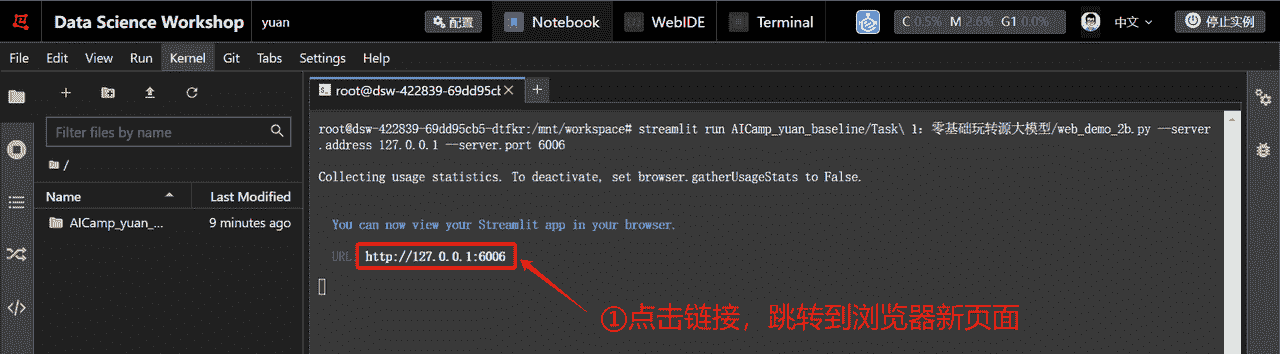 Data Science Workshop yuan 配置 Notebook WebIDE Terminal C 0.5% M 2.6% G1 0.0% 中文 停止实例
File Edit View Run Kernel Git Tabs Settings Help
root@dsw-422839-69dd95cb
Filter files by name
/
Name Last Modified
AICamp_yuan_... 9 minutes ago
root@dsw-422839-69dd95cb5-dtfkr:/mnt/workspace# streamlit run AICamp_yuan_baseline/Task\ 1：零基础玩转源大模型/web_demo_2b.py --server
.address 127.0.0.1 --server.port 6006
Collecting usage statistics. To deactivate, set browser.gatherUsageStats to False.
You can now view your Streamlit app in your browser.
URL: http://127.0.0.1:6006
①点击链接，跳转到浏览器新页面